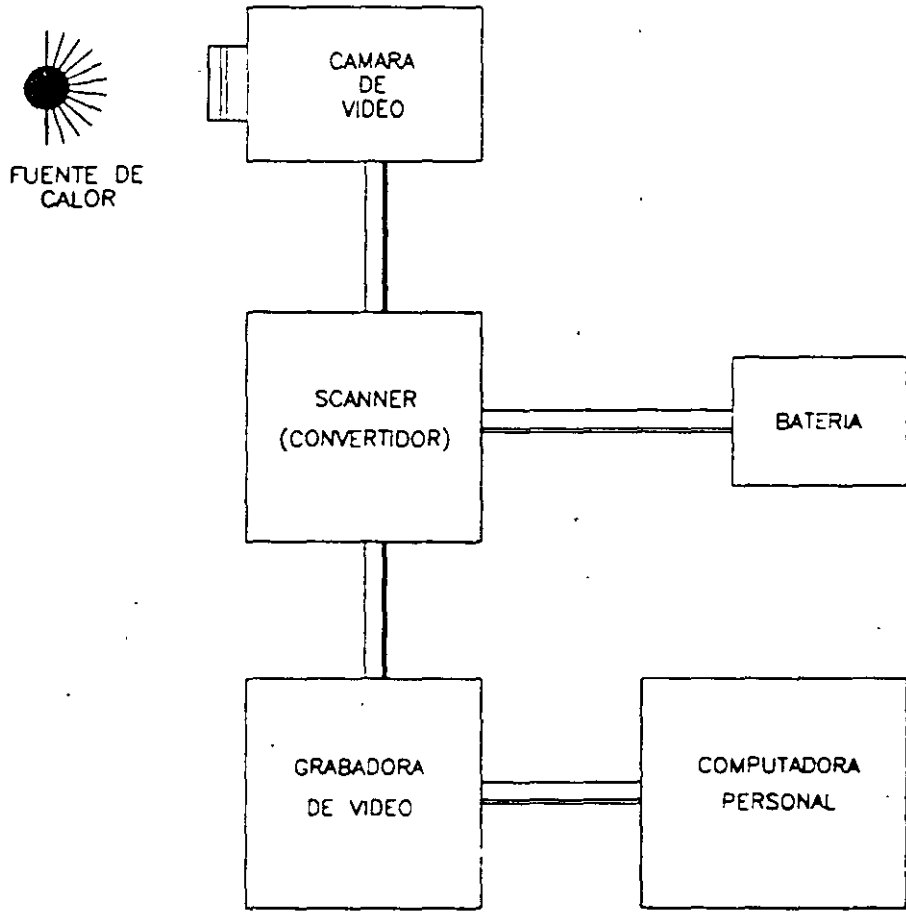 CAMARA
DE
VIDEO
FUENTE DE
CALOR
SCANNER
(CONVERTIDOR)
BATERIA
GRABADORA
DE VIDEO
COMPUTADORA
PERSONAL